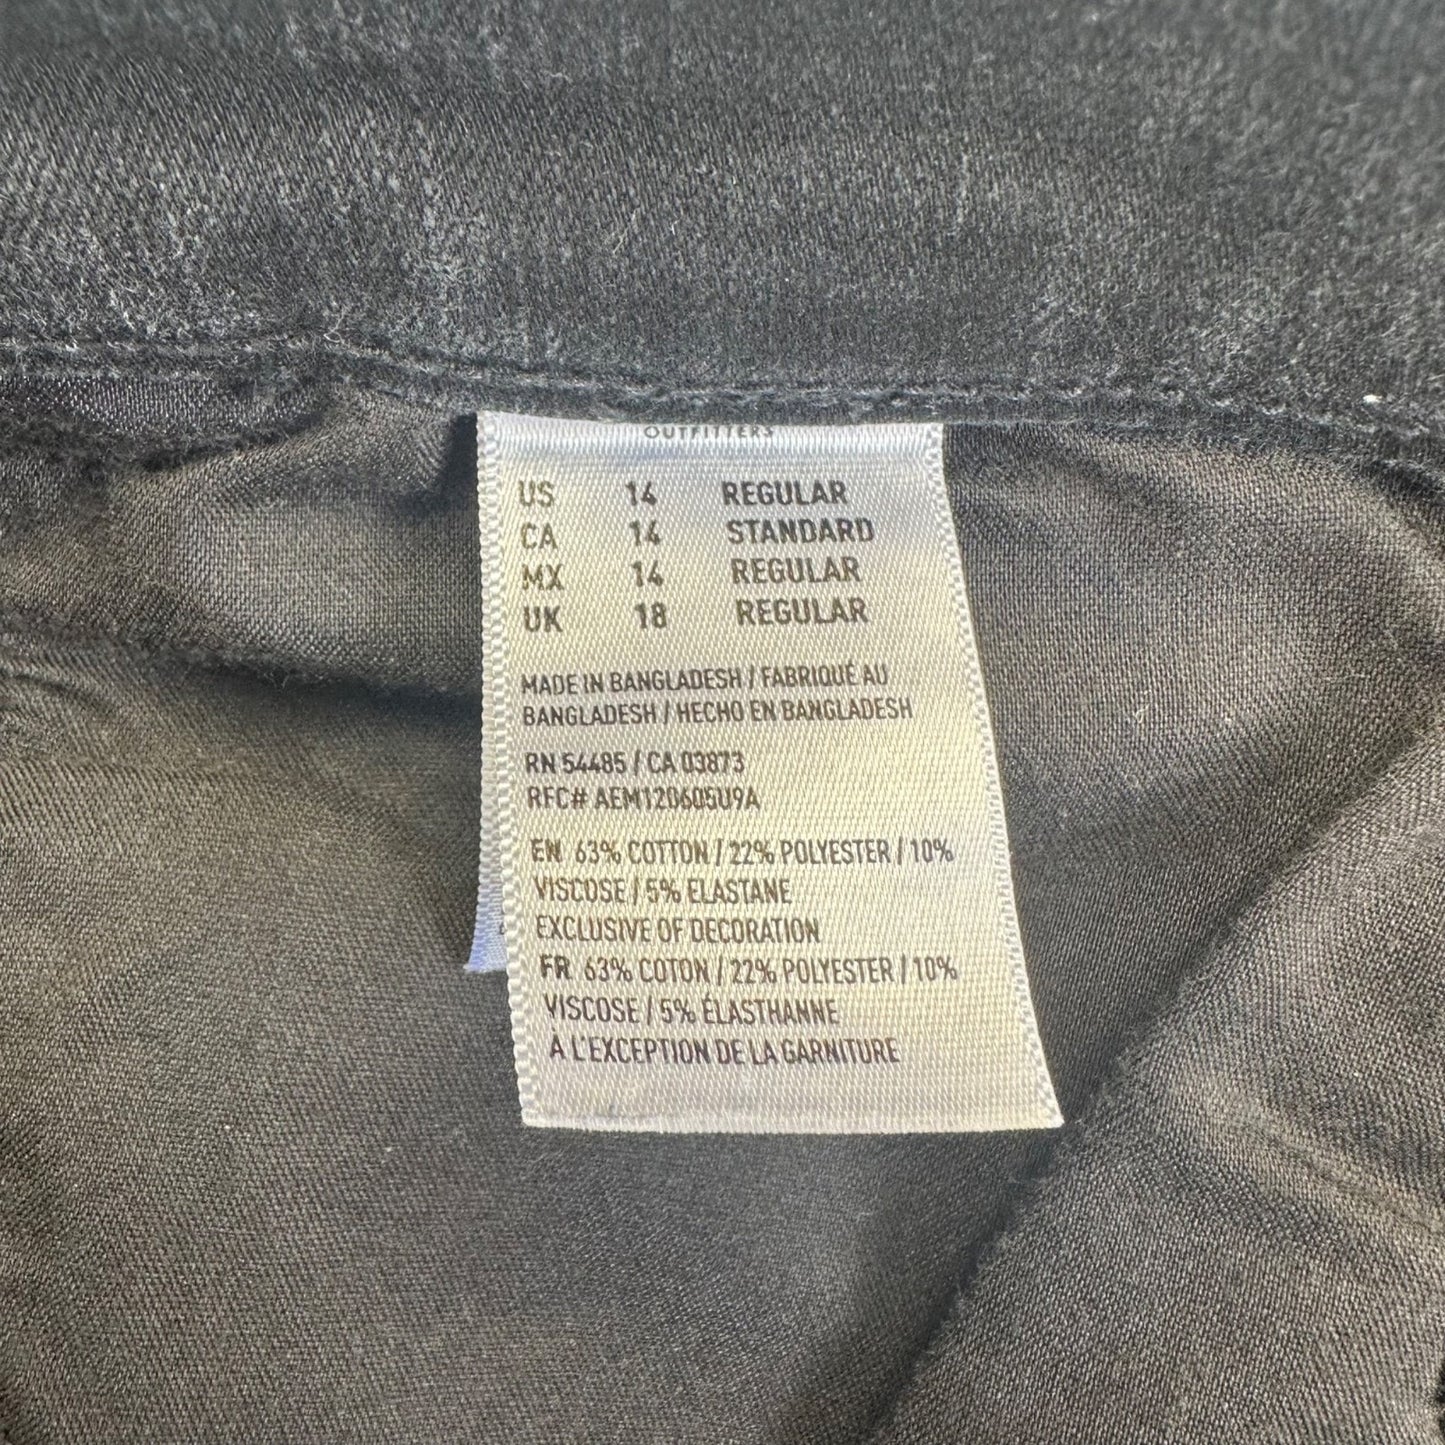 OUTFITTERS
US 14 REGULAR
CA 14 STANDARD
MX 14 REGULAR
UK 18 REGULAR
MADE IN BANGLADESH / FABRIQUÉ AU
BANGLADESH / HECHO EN BANGLADESH
RN 54485 / CA 03873
RFC# AEM120605U9A
EN 63% COTTON / 22% POLYESTER / 10%
VISCOSE / 5% ELASTANE
EXCLUSIVE OF DECORATION
FR 63% COTON / 22% POLYESTER / 10%
VISCOSE / 5% ÉLASTHANNE
À L'EXCEPTION DE LA GARNITURE